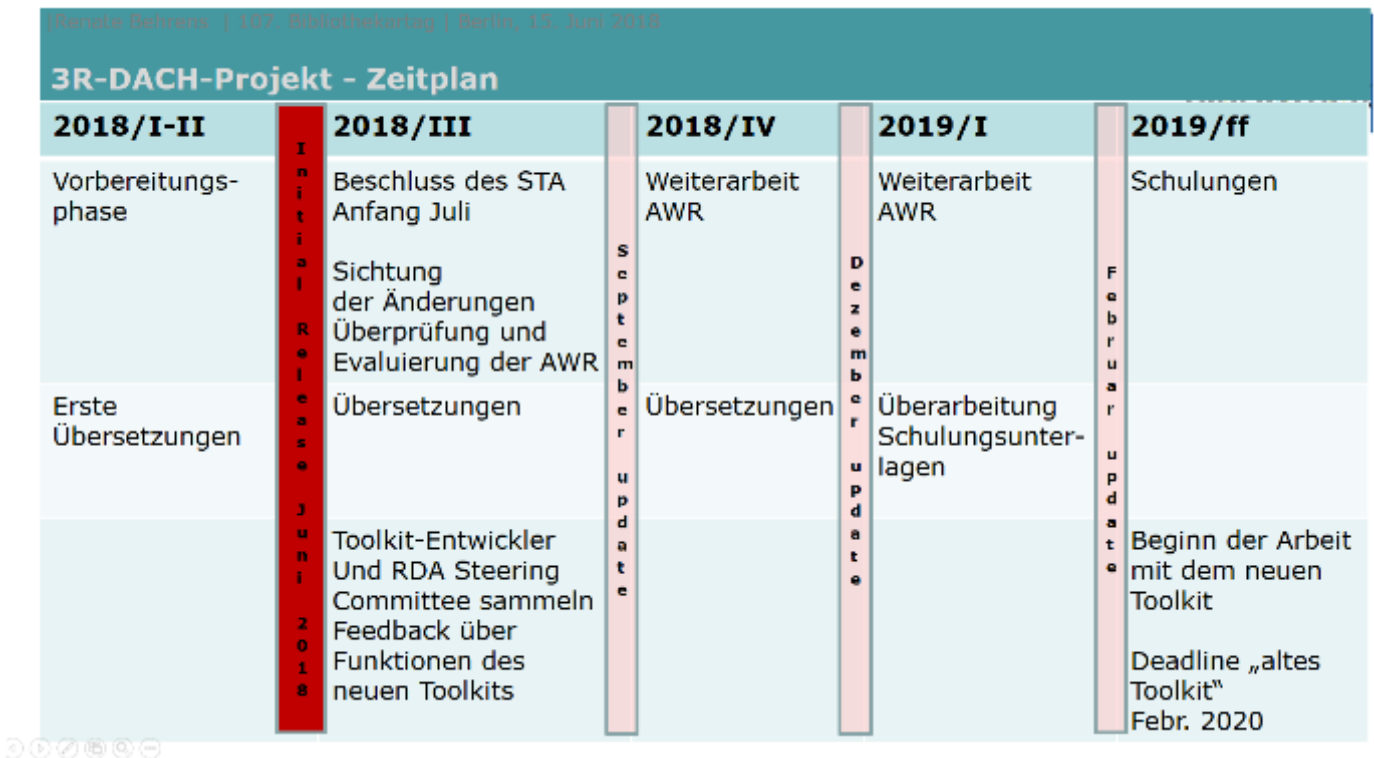 [Renate Behrens | 107. Bibliothekartag | Berlin, 15. Juni 2018
3R-DACH-Projekt - Zeitplan
2018/I-II
2018/III
2018/IV
2019/I
2019/ff
Vorbereitungs-
phase
Initial Release Juni 2018
Beschluss des STA
Anfang Juli
Sichtung
der Änderungen
Überprüfung und
Evaluierung der AWR
September update
Weiterarbeit
AWR
Dezember update
Weiterarbeit
AWR
Februar update
Schulungen
Erste
Übersetzungen
Übersetzungen
Übersetzungen
Überarbeitung
Schulungsunter-
lagen
Toolkit-Entwickler
Und RDA Steering
Committee sammeln
Feedback über
Funktionen des
neuen Toolkits
Beginn der Arbeit
mit dem neuen
Toolkit
Deadline „altes
Toolkit“
Febr. 2020